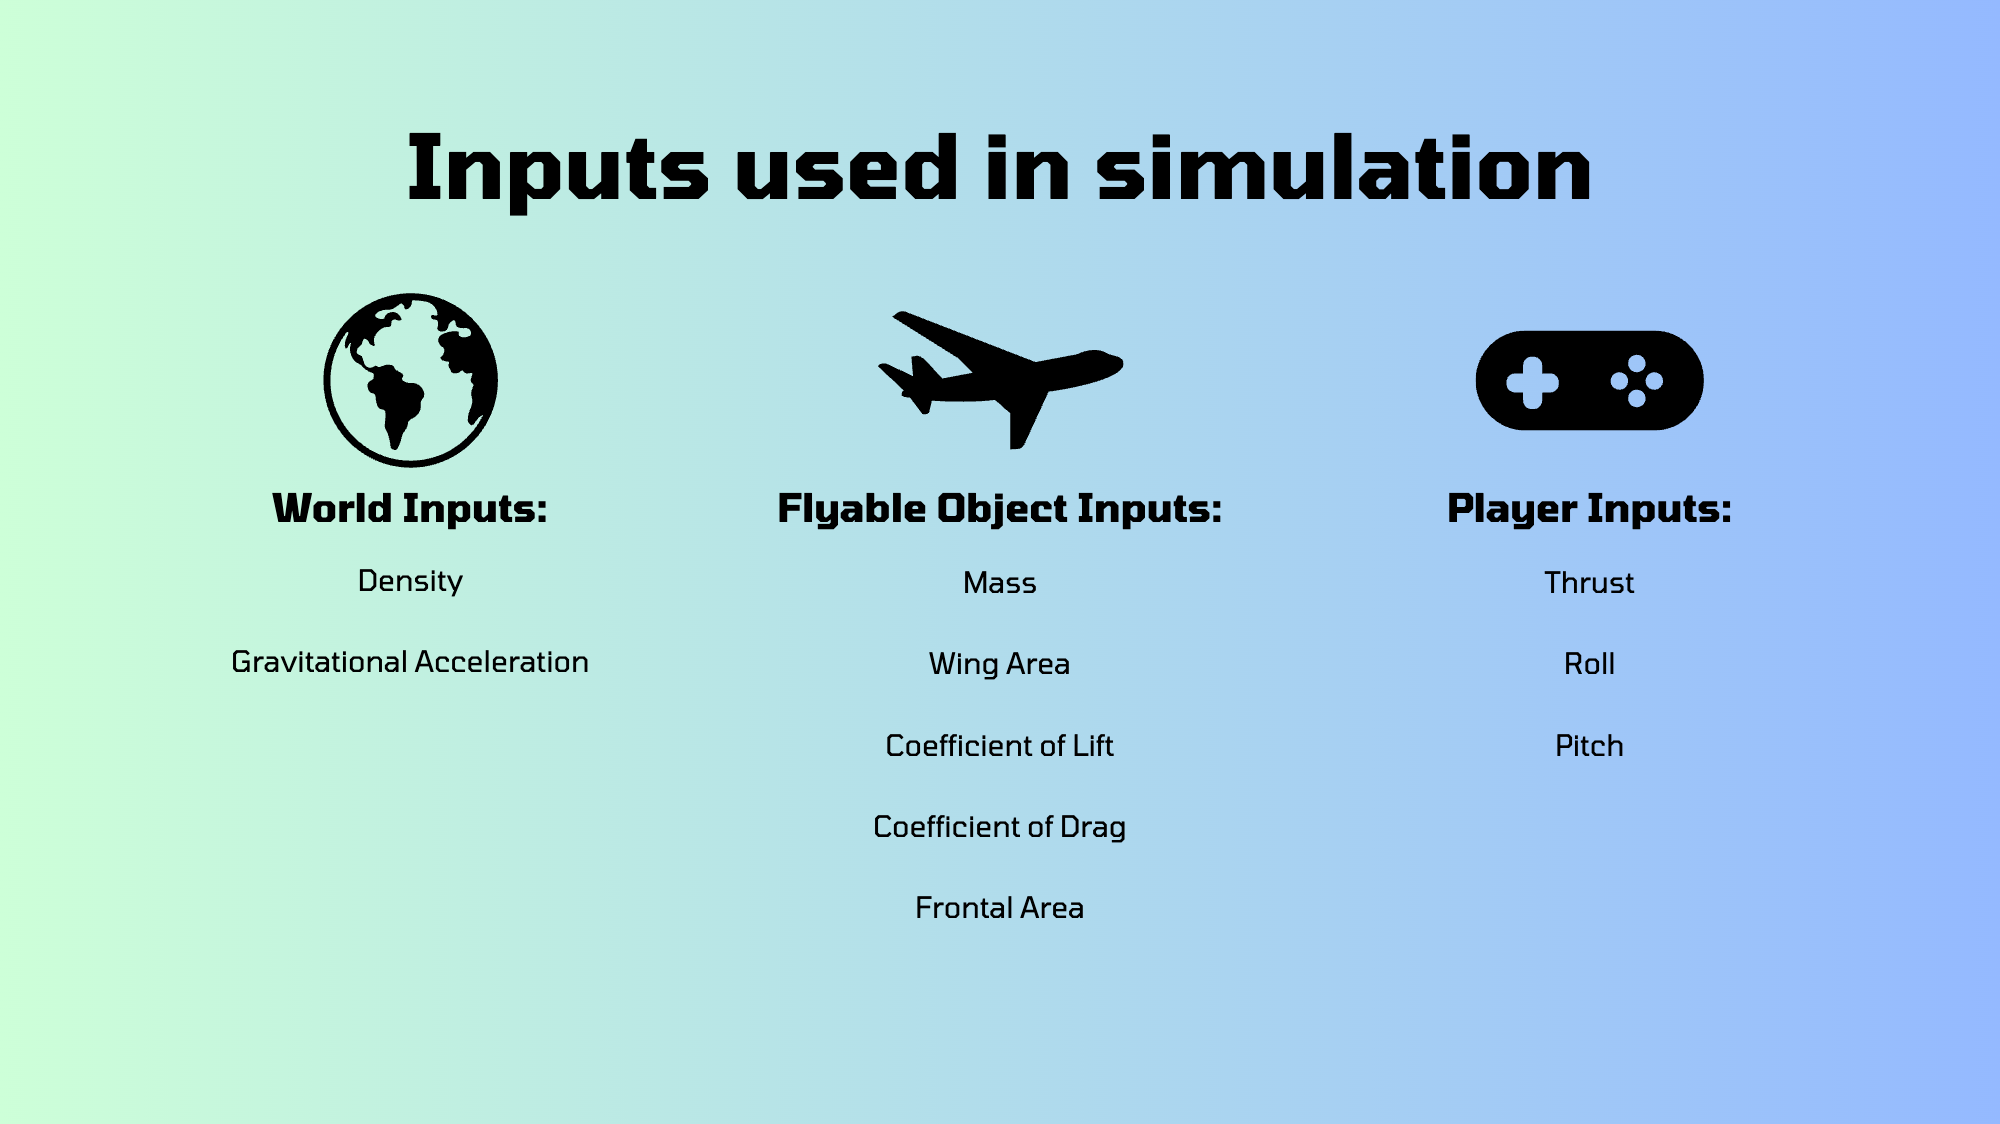 Inputs used in simulation
World Inputs:
Density
Gravitational Acceleration
Flyable Object Inputs:
Mass
Wing Area
Coefficient of Lift
Coefficient of Drag
Frontal Area
Player Inputs:
Thrust
Roll
Pitch